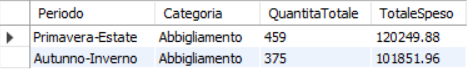 Periodo Categoria QuantitaTotale TotaleSpeso
Primavera-Estate Abbigliamento 459 120249.88
Autunno-Inverno Abbigliamento 375 101851.96